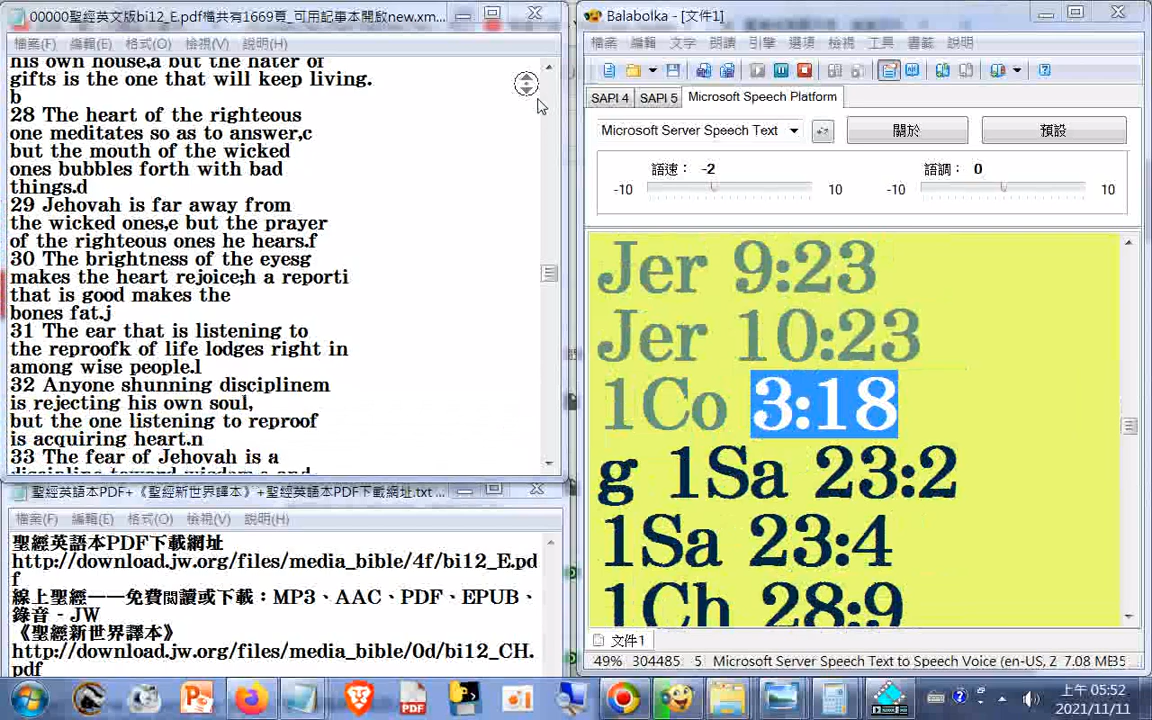 00000聖經英文版bi12_E.pdf檔共有1669頁_可用記事本開啟new.xm...
檔案(F) 編輯(E) 格式(O) 檢視(V) 說明(H)
his own house,a but the hater of
gifts is the one that will keep living.
b
28 The heart of the righteous
one meditates so as to answer,c
but the mouth of the wicked
ones bubbles forth with bad
things.d
29 Jehovah is far away from
the wicked ones,e but the prayer
of the righteous ones he hears.f
30 The brightness of the eyesg
makes the heart rejoice;h a reporti
that is good makes the
bones fat.j
31 The ear that is listening to
the reproofk of life lodges right in
among wise people.l
32 Anyone shunning disciplinem
is rejecting his own soul,
but the one listening to reproof
is acquiring heart.n
33 The fear of Jehovah is a
discipline toward wisdom,o and
聖經英語本PDF+《聖經新世界譯本》+聖經英語本PDF下載網址.txt ...
檔案(F) 編輯(E) 格式(O) 檢視(V) 說明(H)
聖經英語本PDF下載網址
http://download.jw.org/files/media_bible/4f/bi12_E.pd
f
線上聖經——免費閱讀或下載：MP3、AAC、PDF、EPUB、
錄音 - JW
《聖經新世界譯本》
http://download.jw.org/files/media_bible/0d/bi12_CH.
pdf
Balabolka - [文件1]
檔案 編輯 文字 朗讀 引擎 選項 檢視 工具 書籤 說明
SAPI 4 SAPI 5 Microsoft Speech Platform
Microsoft Server Speech Text 關於 預設
語速： -2 語調： 0
-10 10 -10 10
Jer 9:23
Jer 10:23
1Co 3:18
g 1Sa 23:2
1Sa 23:4
1Ch 28:9
文件1
49% 304485: 5 Microsoft Server Speech Text to Speech Voice (en-US, Z 7.08 MB
PDF
上午 05:52
2021/11/11